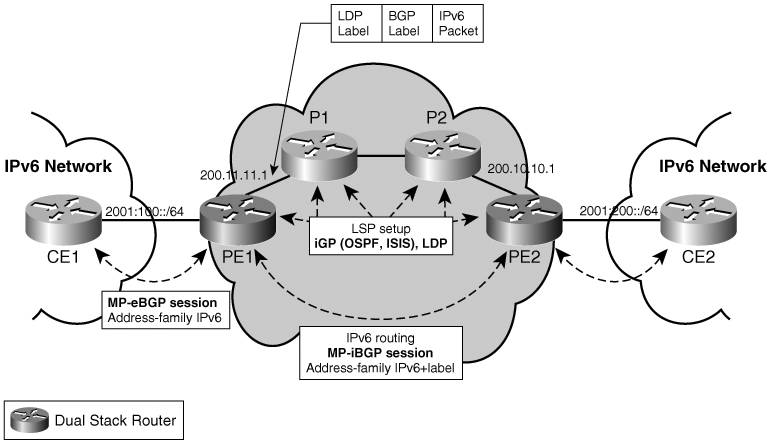 LDP Label
BGP Label
IPv6 Packet
P1
P2
IPv6 Network
IPv6 Network
200.11.11.1
200.10.10.1
2001:100::/64
2001:200::/64
CE1
PE1
LSP setup
iGP (OSPF, ISIS), LDP
PE2
CE2
MP-eBGP session
Address-family IPv6
IPv6 routing
MP-iBGP session
Address-family IPv6+label
Dual Stack Router